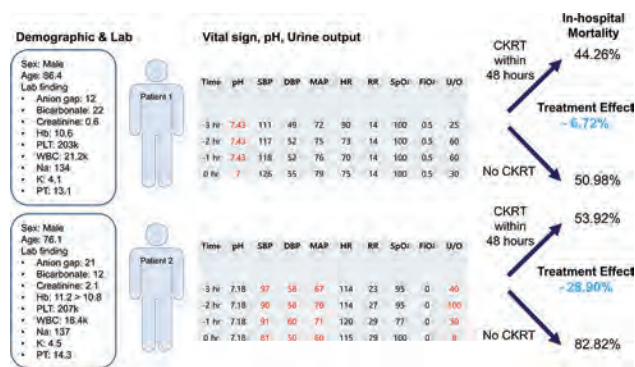 Demographic & Lab
Vital sign, pH, Urine output
In-hospital
Mortality
Sex: Male
Age: 86.4
Lab finding
• Anion gap: 12
• Bicarbonate: 22
• Creatinine: 0.6
• Hb: 10.6
• PLT: 203k
• WBC: 21.2k
• Na: 134
• K: 4.1
• PT: 13.1
Patient 1
Time pH SBP DBP MAP HR RR SpO2 FiO2 U/O
-3 hr 7.43 111 49 72 90 14 100 0.5 25
-2 hr 7.43 117 52 75 73 14 100 0.5 60
-1 hr 7.43 118 52 76 70 14 100 0.5 60
0 hr 7 126 55 79 75 14 100 0.5 30
CKRT
within
48 hours
44.26%
Treatment Effect
- 6.72%
No CKRT
50.98%
Sex: Male
Age: 76.1
Lab finding
• Anion gap: 21
• Bicarbonate: 12
• Creatinine: 2.1
• Hb: 11.2 > 10.8
• PLT: 207k
• WBC: 18.4k
• Na: 137
• K: 4.5
• PT: 14.3
Patient 2
Time pH SBP DBP MAP HR RR SpO2 FiO2 U/O
-3 hr 7.18 97 58 67 114 23 95 0 40
-2 hr 7.18 90 50 70 114 27 95 0 100
-1 hr 7.18 91 60 71 120 29 77 0 30
0 hr 7.18 81 50 60 115 29 100 0 8
CKRT
within
48 hours
53.92%
Treatment Effect
- 28.90%
No CKRT
82.82%